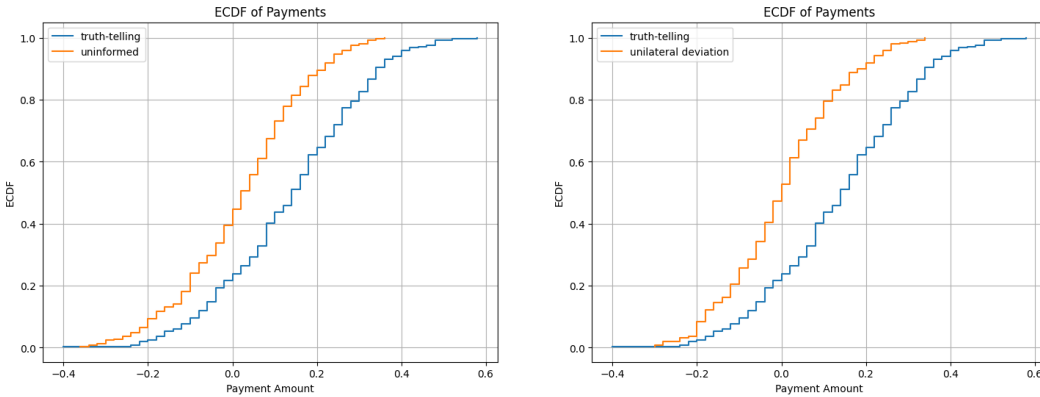 ECDF of Payments
truth-telling
uninformed
1.0
0.8
0.6
0.4
0.2
0.0
ECDF
−0.4
−0.2
0.0
0.2
0.4
0.6
Payment Amount
ECDF of Payments
truth-telling
unilateral deviation
1.0
0.8
0.6
0.4
0.2
0.0
ECDF
−0.4
−0.2
0.0
0.2
0.4
0.6
Payment Amount